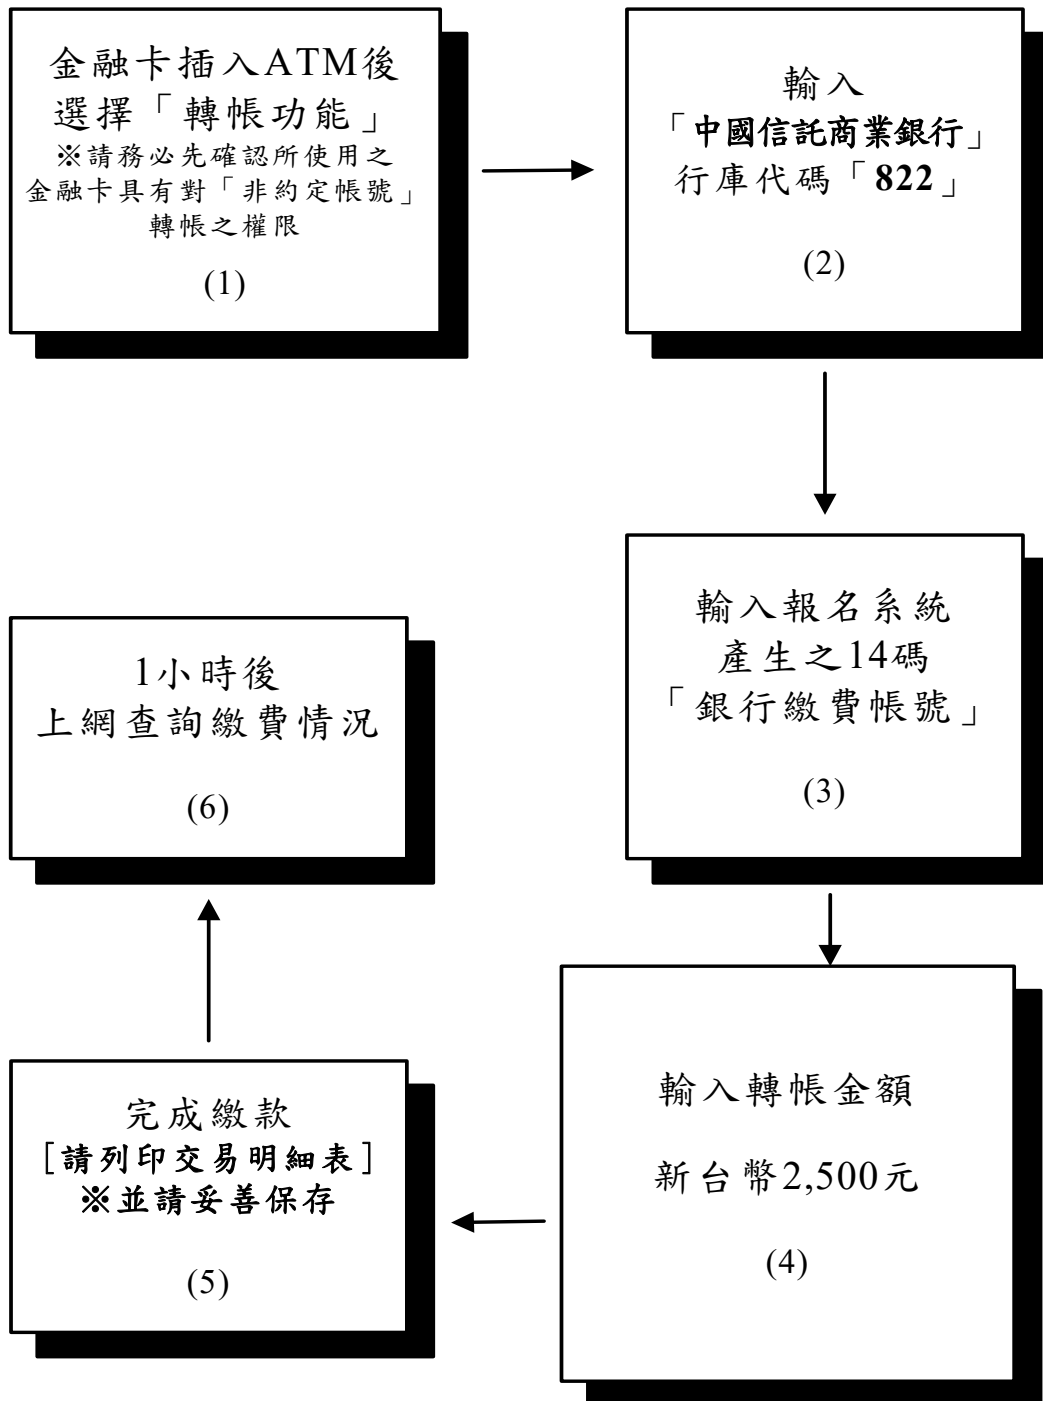 金融卡插入ATM後
選擇「轉帳功能」
※請務必先確認所使用之
金融卡具有對「非約定帳號」
轉帳之權限
(1)
輸入
「中國信託商業銀行」
行庫代碼「822」
(2)
輸入報名系統
產生之14碼
「銀行繳費帳號」
(3)
輸入轉帳金額
新台幣2,500元
(4)
完成繳款
[請列印交易明細表]
※並請妥善保存
(5)
1小時後
上網查詢繳費情況
(6)